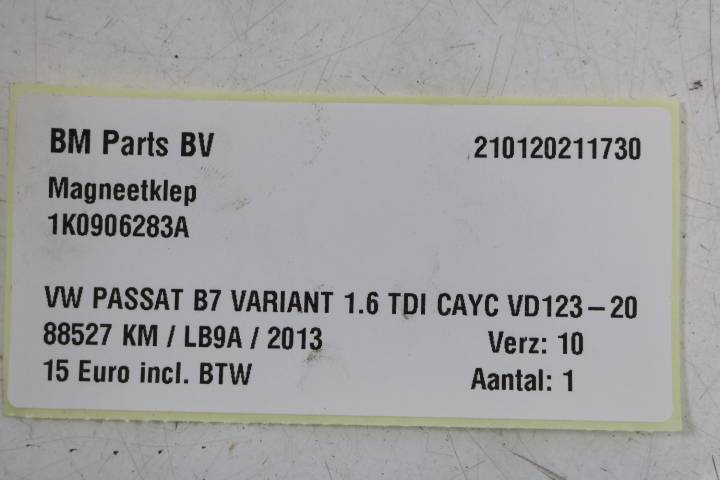 BM Parts BV 210120211730
Magneetklep
1K0906283A
VW PASSAT B7 VARIANT 1.6 TDI CAYC VD123-20
88527 KM / LB9A / 2013 Verz: 10
15 Euro incl. BTW Aantal: 1